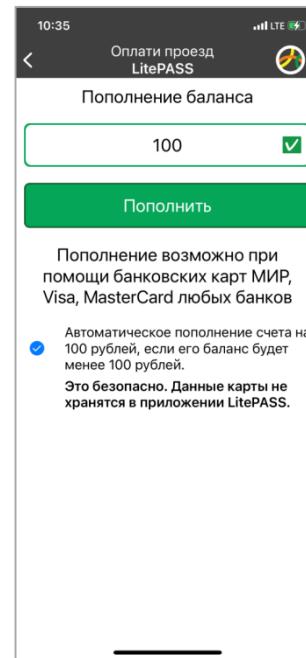 10:35
LTE
Оплати проезд
LitePASS
Пополнение баланса
100
Пополнить
Пополнение возможно при
помощи банковских карт МИР,
Visa, MasterCard любых банков
Автоматическое пополнение счета на
100 рублей, если его баланс будет
менее 100 рублей.
Это безопасно. Данные карты не
хранятся в приложении LitePASS.